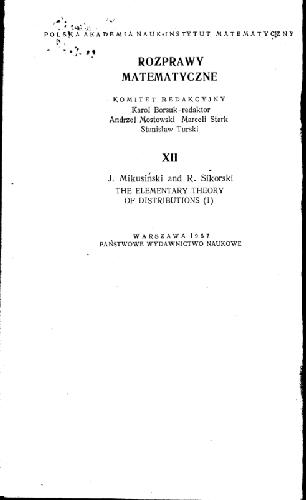 POLSKA AKADEMIA NAUK·INSTYTUT MATEMATYCZNY
ROZPRAWY
MATEMATYCZNE
KOMITET REDAKCYJNY
Karol Borsuk-redaktor
Andrzej Mostowski Marceli Stark
Stanisław Turski
XII
J. Mikusiński and R. Sikorski
THE ELEMENTARY THEORY
OF DISTRIBUTIONS (I)
WARSZAWA 1957
PAŃSTWOWE WYDAWNICTWO NAUKOWE